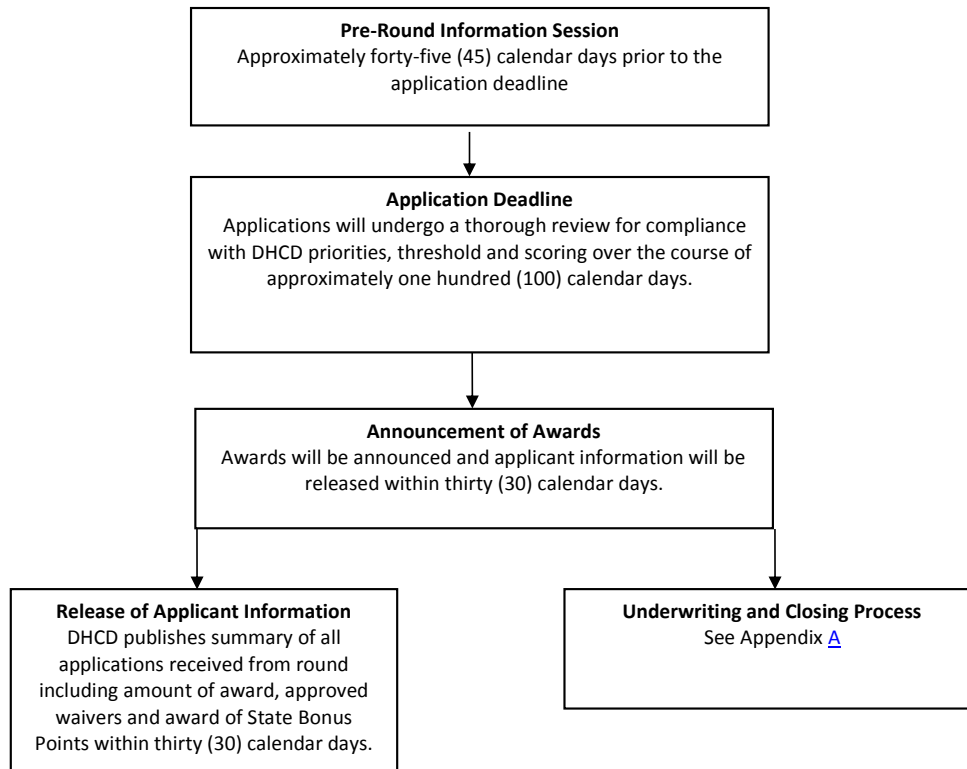 Pre-Round Information Session
Approximately forty-five (45) calendar days prior to the
application deadline
Application Deadline
Applications will undergo a thorough review for compliance
with DHCD priorities, threshold and scoring over the course of
approximately one hundred (100) calendar days.
Announcement of Awards
Awards will be announced and applicant information will be
released within thirty (30) calendar days.
Release of Applicant Information
DHCD publishes summary of all
applications received from round
including amount of award, approved
waivers and award of State Bonus
Points within thirty (30) calendar days.
Underwriting and Closing Process
See Appendix A